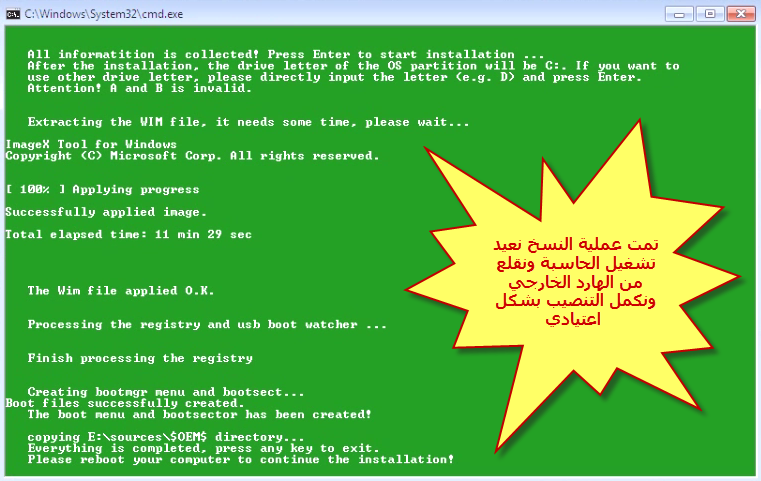 C:\Windows\System32\cmd.exe
All informatition is collected! Press Enter to start installation ...
After the installation, the drive letter of the OS partition will be C:. If you want to
use other drive letter, please directly input the letter (e.g. D) and press Enter.
Attention! A and B is invalid.
Extracting the WIM file, it needs some time, please wait...
ImageX Tool for Windows
Copyright (C) Microsoft Corp. All rights reserved.
[ 100% ] Applying progress
Successfully applied image.
Total elapsed time: 11 min 29 sec
The Wim file applied O.K.
Processing the registry and usb boot watcher ...
Finish processing the registry
Creating bootmgr menu and bootsect...
Boot files successfully created.
The boot menu and bootsector has been created!
copying E:\sources\$OEM$ directory...
Everything is completed, press any key to exit.
Please reboot your computer to continue the installation!
تمت عملية النسخ نعيد
تشغيل الحاسبة ونقلع
من الهارد الخارجي
ونكمل التنصيب بشكل
اعتيادي